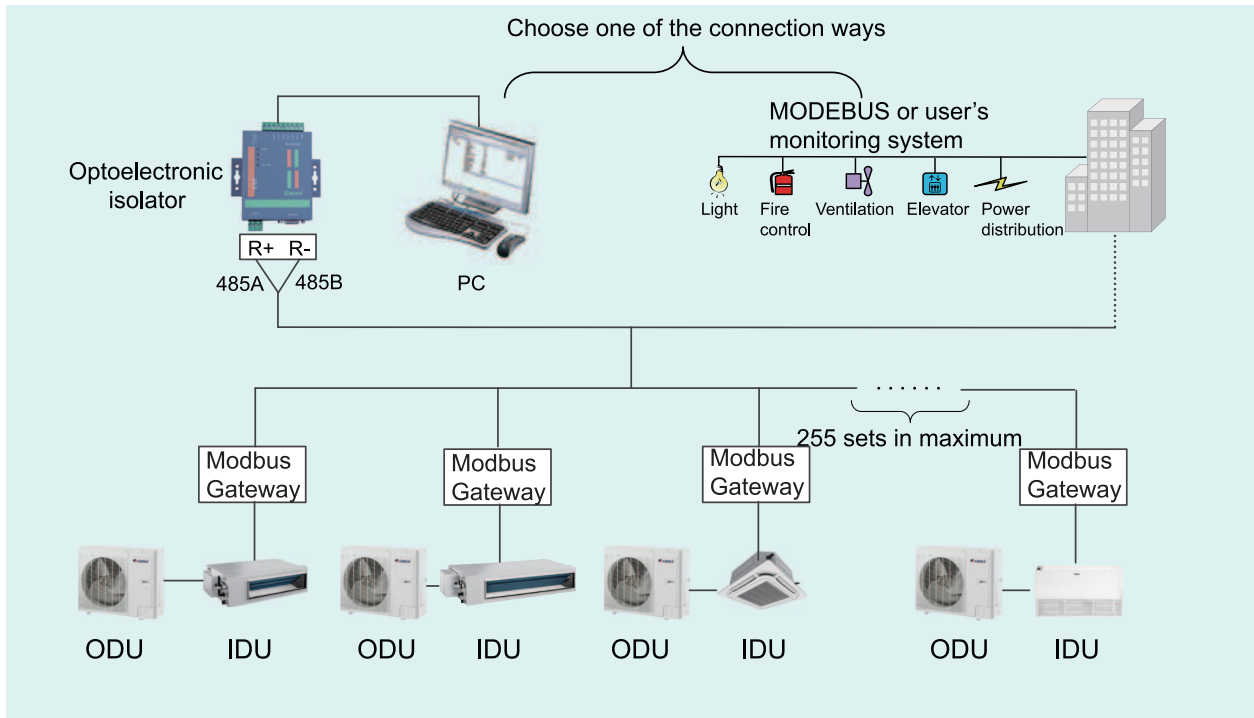 Choose one of the connection ways
MODEBUS or user's
monitoring system
Optoelectronic
isolator
Light
Fire
control
Ventilation
Elevator
Power
distribution
R+ R-
485A
485B
PC
255 sets in maximum
Modbus
Gateway
Modbus
Gateway
Modbus
Gateway
Modbus
Gateway
ODU
IDU
ODU
IDU
ODU
IDU
ODU
IDU